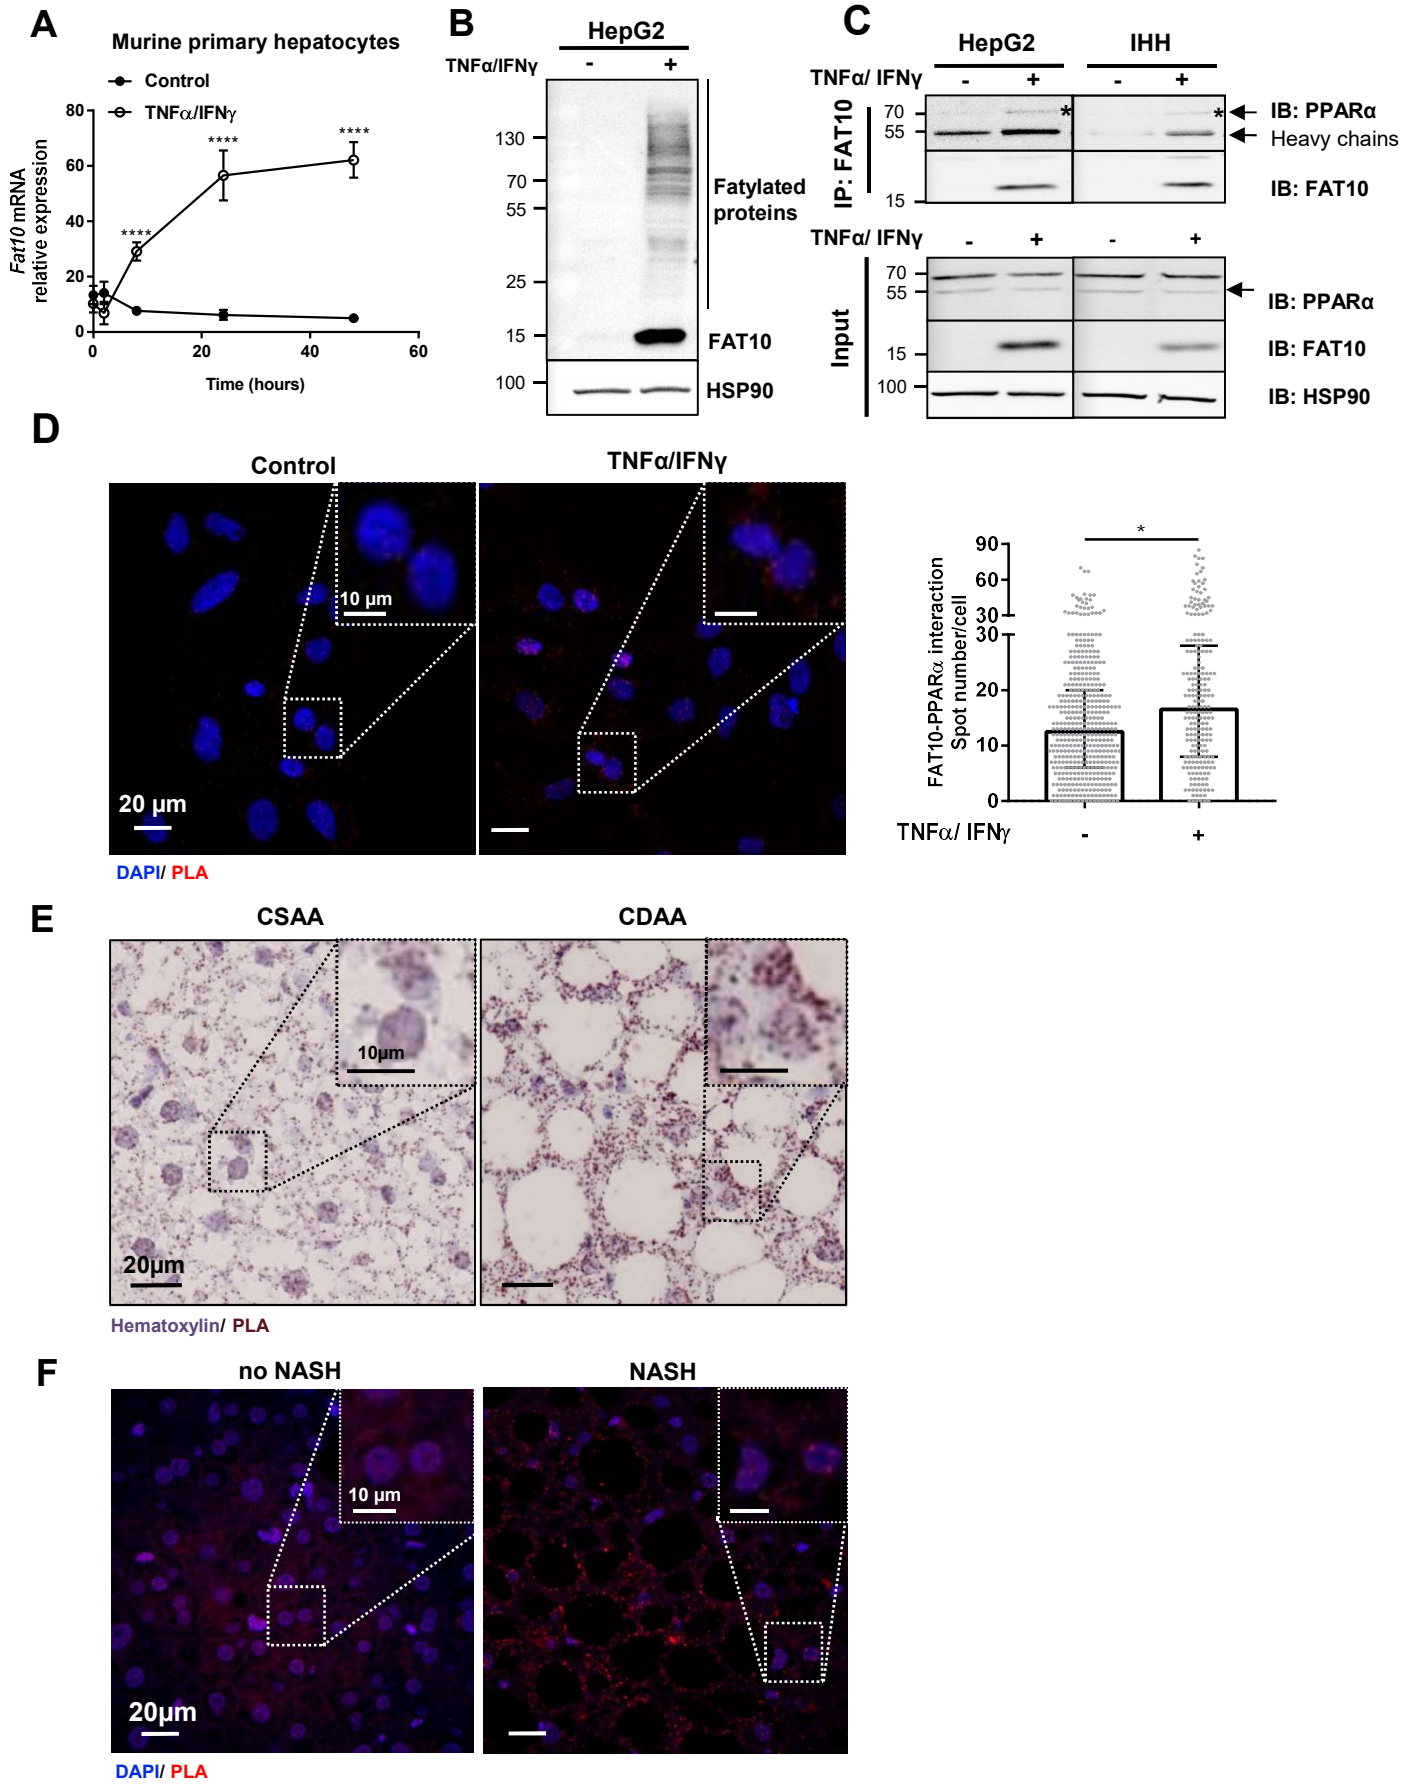 A
Murine primary hepatocytes
Control
TNFα/IFNγ
Fat10 mRNA
relative expression
80
60
40
20
0
****
****
****
0
20
40
60
Time (hours)
B
HepG2
TNFα/IFNγ
-
+
130
70
55
25
15
100
Fatylated
proteins
FAT10
HSP90
C
HepG2
IHH
TNFα/ IFNγ
-
+
-
+
IP: FAT10
70
55
15
*
*
IB: PPARα
Heavy chains
IB: FAT10
TNFα/ IFNγ
-
+
-
+
Input
70
55
15
100
IB: PPARα
IB: FAT10
IB: HSP90
D
Control
TNFα/IFNγ
10 µm
20 µm
DAPI/ PLA
FAT10-PPARα interaction
Spot number/cell
90
60
30
30
20
10
0
*
TNFα/ IFNγ
-
+
E
CSAA
CDAA
10µm
20µm
Hematoxylin/ PLA
F
no NASH
NASH
10 µm
20µm
DAPI/ PLA